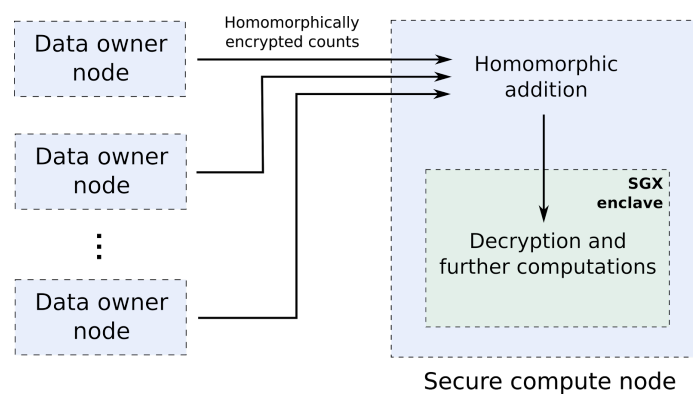 Homomorphically
encrypted counts
Data owner
node
Data owner
node
Data owner
node
Homomorphic
addition
SGX
enclave
Decryption and
further computations
Secure compute node